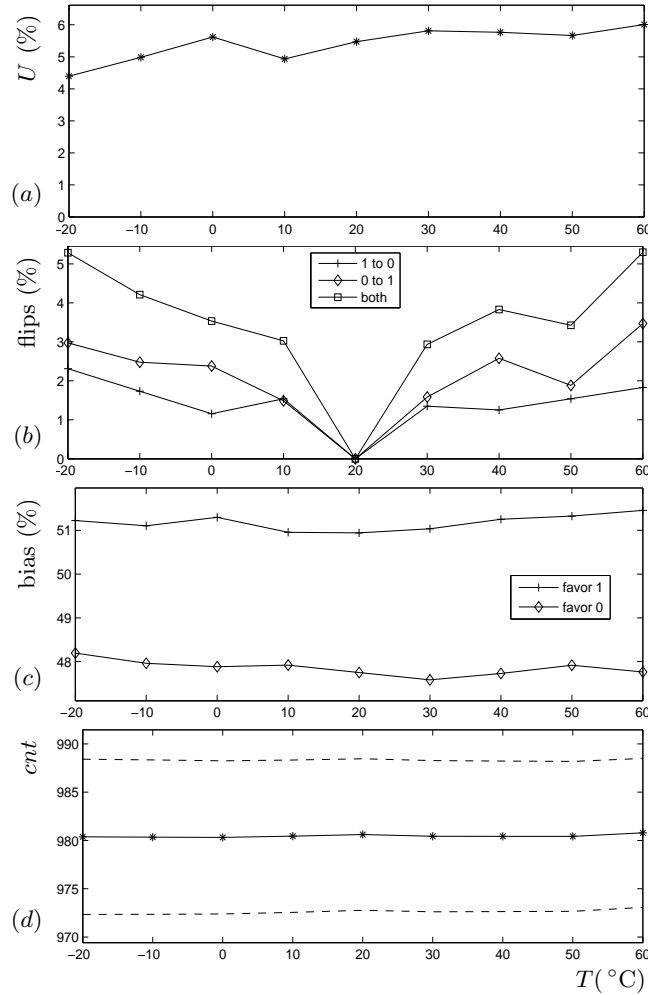 6
5
4
3
2
1
0
U (%)
(a)
−20 −10 0 10 20 30 40 50 60
5
4
3
2
1
0
flips (%)
(b)
1 to 0
0 to 1
both
−20 −10 0 10 20 30 40 50 60
51
50
49
48
bias (%)
(c)
favor 1
favor 0
−20 −10 0 10 20 30 40 50 60
990
985
980
975
970
cnt
(d)
−20 −10 0 10 20 30 40 50 60
T( °C)